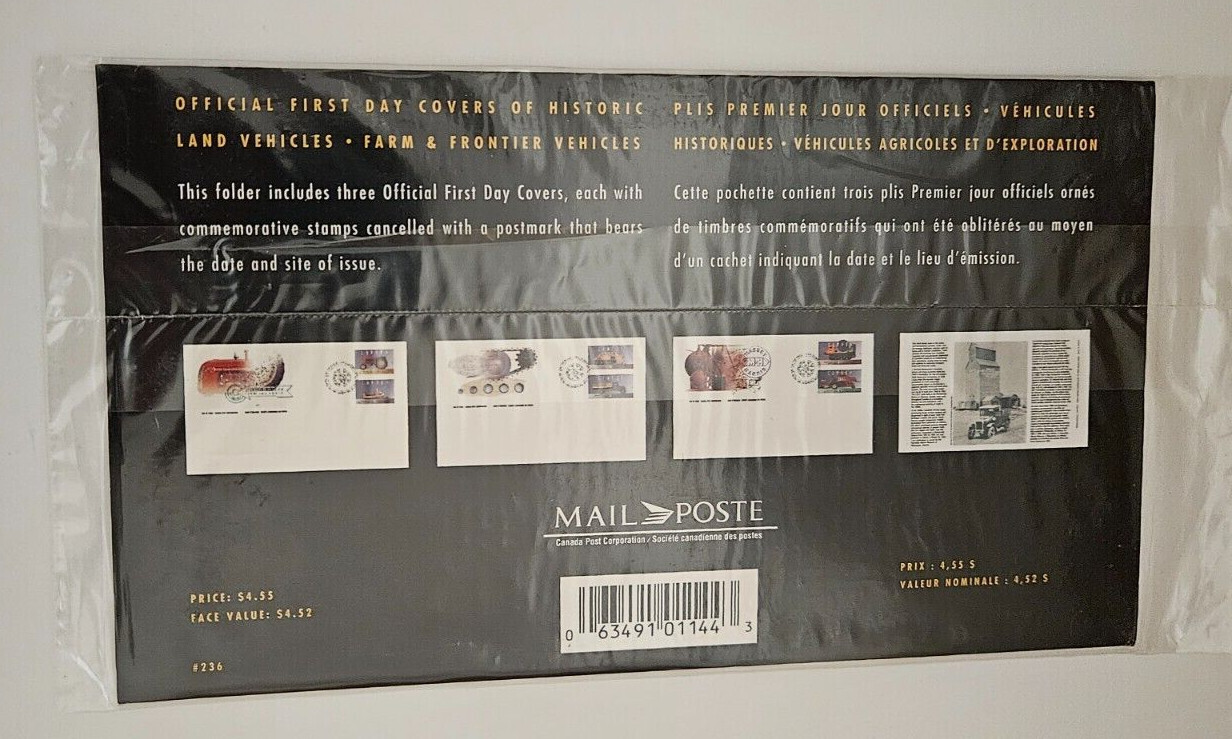 OFFICIAL FIRST DAY COVERS OF HISTORIC
LAND VEHICLES • FARM & FRONTIER VEHICLES
This folder includes three Official First Day Covers, each with
commemorative stamps cancelled with a postmark that bears
the date and site of issue.
PLIS PREMIER JOUR OFFICIELS • VÉHICULES
HISTORIQUES • VÉHICULES AGRICOLES ET D'EXPLORATION
Cette pochette contient trois plis Premier jour officiels ornés
de timbres commémoratifs qui ont été oblitérés au moyen
d'un cachet indiquant la date et le lieu d'émission.
MAIL POSTE
Canada Post Corporation / Société canadienne des postes
PRICE: $4.55
FACE VALUE: $4.52
#236
PRIX : 4,55 $
VALEUR NOMINALE : 4,52 $
0 63491 01144 3